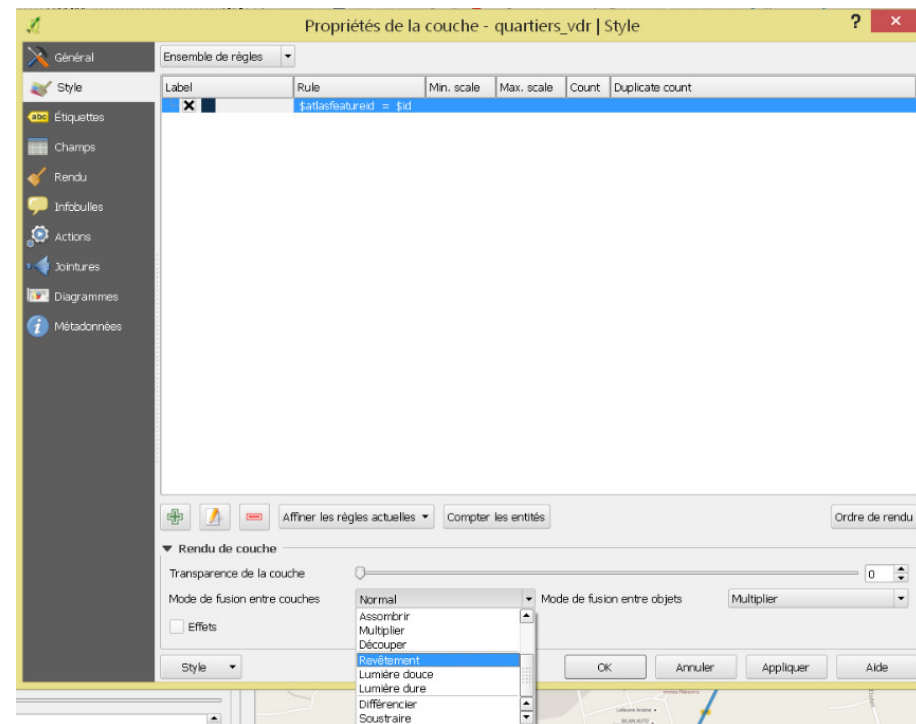 Propriétés de la couche - quartiers_vdr | Style
? ×
Général
Style
abc Étiquettes
Champs
Rendu
Infobulles
Actions
Jointures
Diagrammes
Métadonnées
Ensemble de règles
Label Rule Min. scale Max. scale Count Duplicate count
$atlasfeatureid = $id
Affiner les règles actuelles Compter les entités Ordre de rendu
Rendu de couche
Transparence de la couche 0
Mode de fusion entre couches Normal Mode de fusion entre objets Multiplier
Effets
Assombrir
Multiplier
Découper
Revêtement
Lumière douce
Lumière dure
Différencier
Soustraire
Style OK Annuler Appliquer Aide